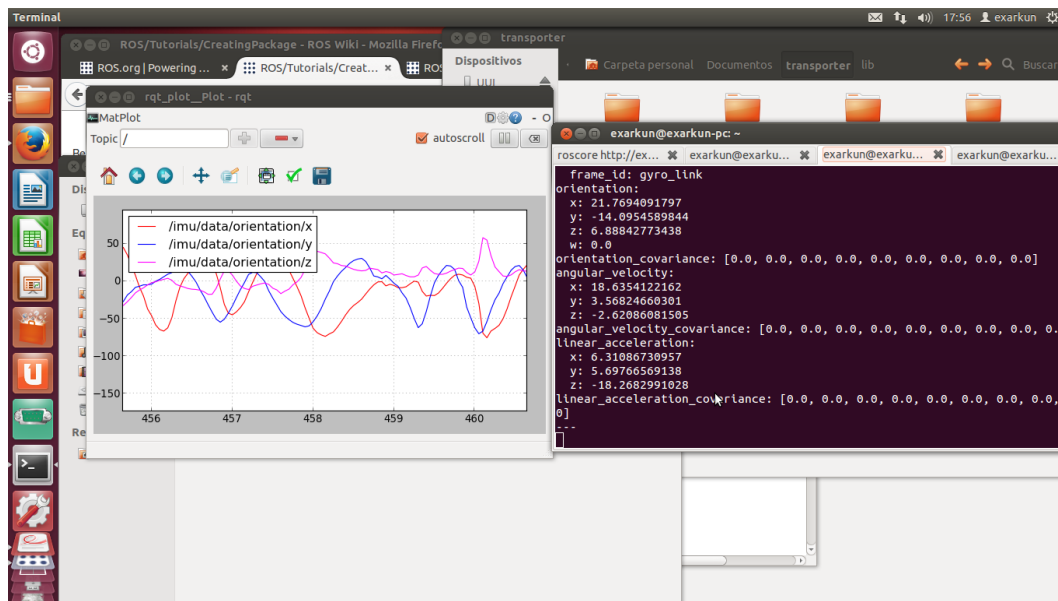 Terminal
17:56 exarkun
ROS/Tutorials/CreatingPackage - ROS Wiki - Mozilla Firefo
transporter
ROS.org | Powering ... × ROS/Tutorials/Creat... × RO
Dispositivos
Carpeta personal Documentos transporter lib
Buscar
rqt_plot__Plot - rqt
MatPlot
D - O
Topic /
autoscroll
/imu/data/orientation/x
/imu/data/orientation/y
/imu/data/orientation/z
50
0
−50
−100
−150
456 457 458 459 460
Di
Eq
Re
exarkun@exarkun-pc: ~
roscore http://ex... exarkun@exarku... exarkun@exarku... exarkun@exarku...
frame_id: gyro_link
orientation:
x: 21.7694091797
y: -14.0954589844
z: 6.88842773438
w: 0.0
orientation_covariance: [0.0, 0.0, 0.0, 0.0, 0.0, 0.0, 0.0, 0.0, 0.0]
angular_velocity:
x: 18.6354122162
y: 3.56824660301
z: -2.62086081505
angular_velocity_covariance: [0.0, 0.0, 0.0, 0.0, 0.0, 0.0, 0.0, 0.
linear_acceleration:
x: 6.31086730957
y: 5.69766569138
z: -18.2682991028
linear_acceleration_covariance: [0.0, 0.0, 0.0, 0.0, 0.0, 0.0, 0.0,
0]
---